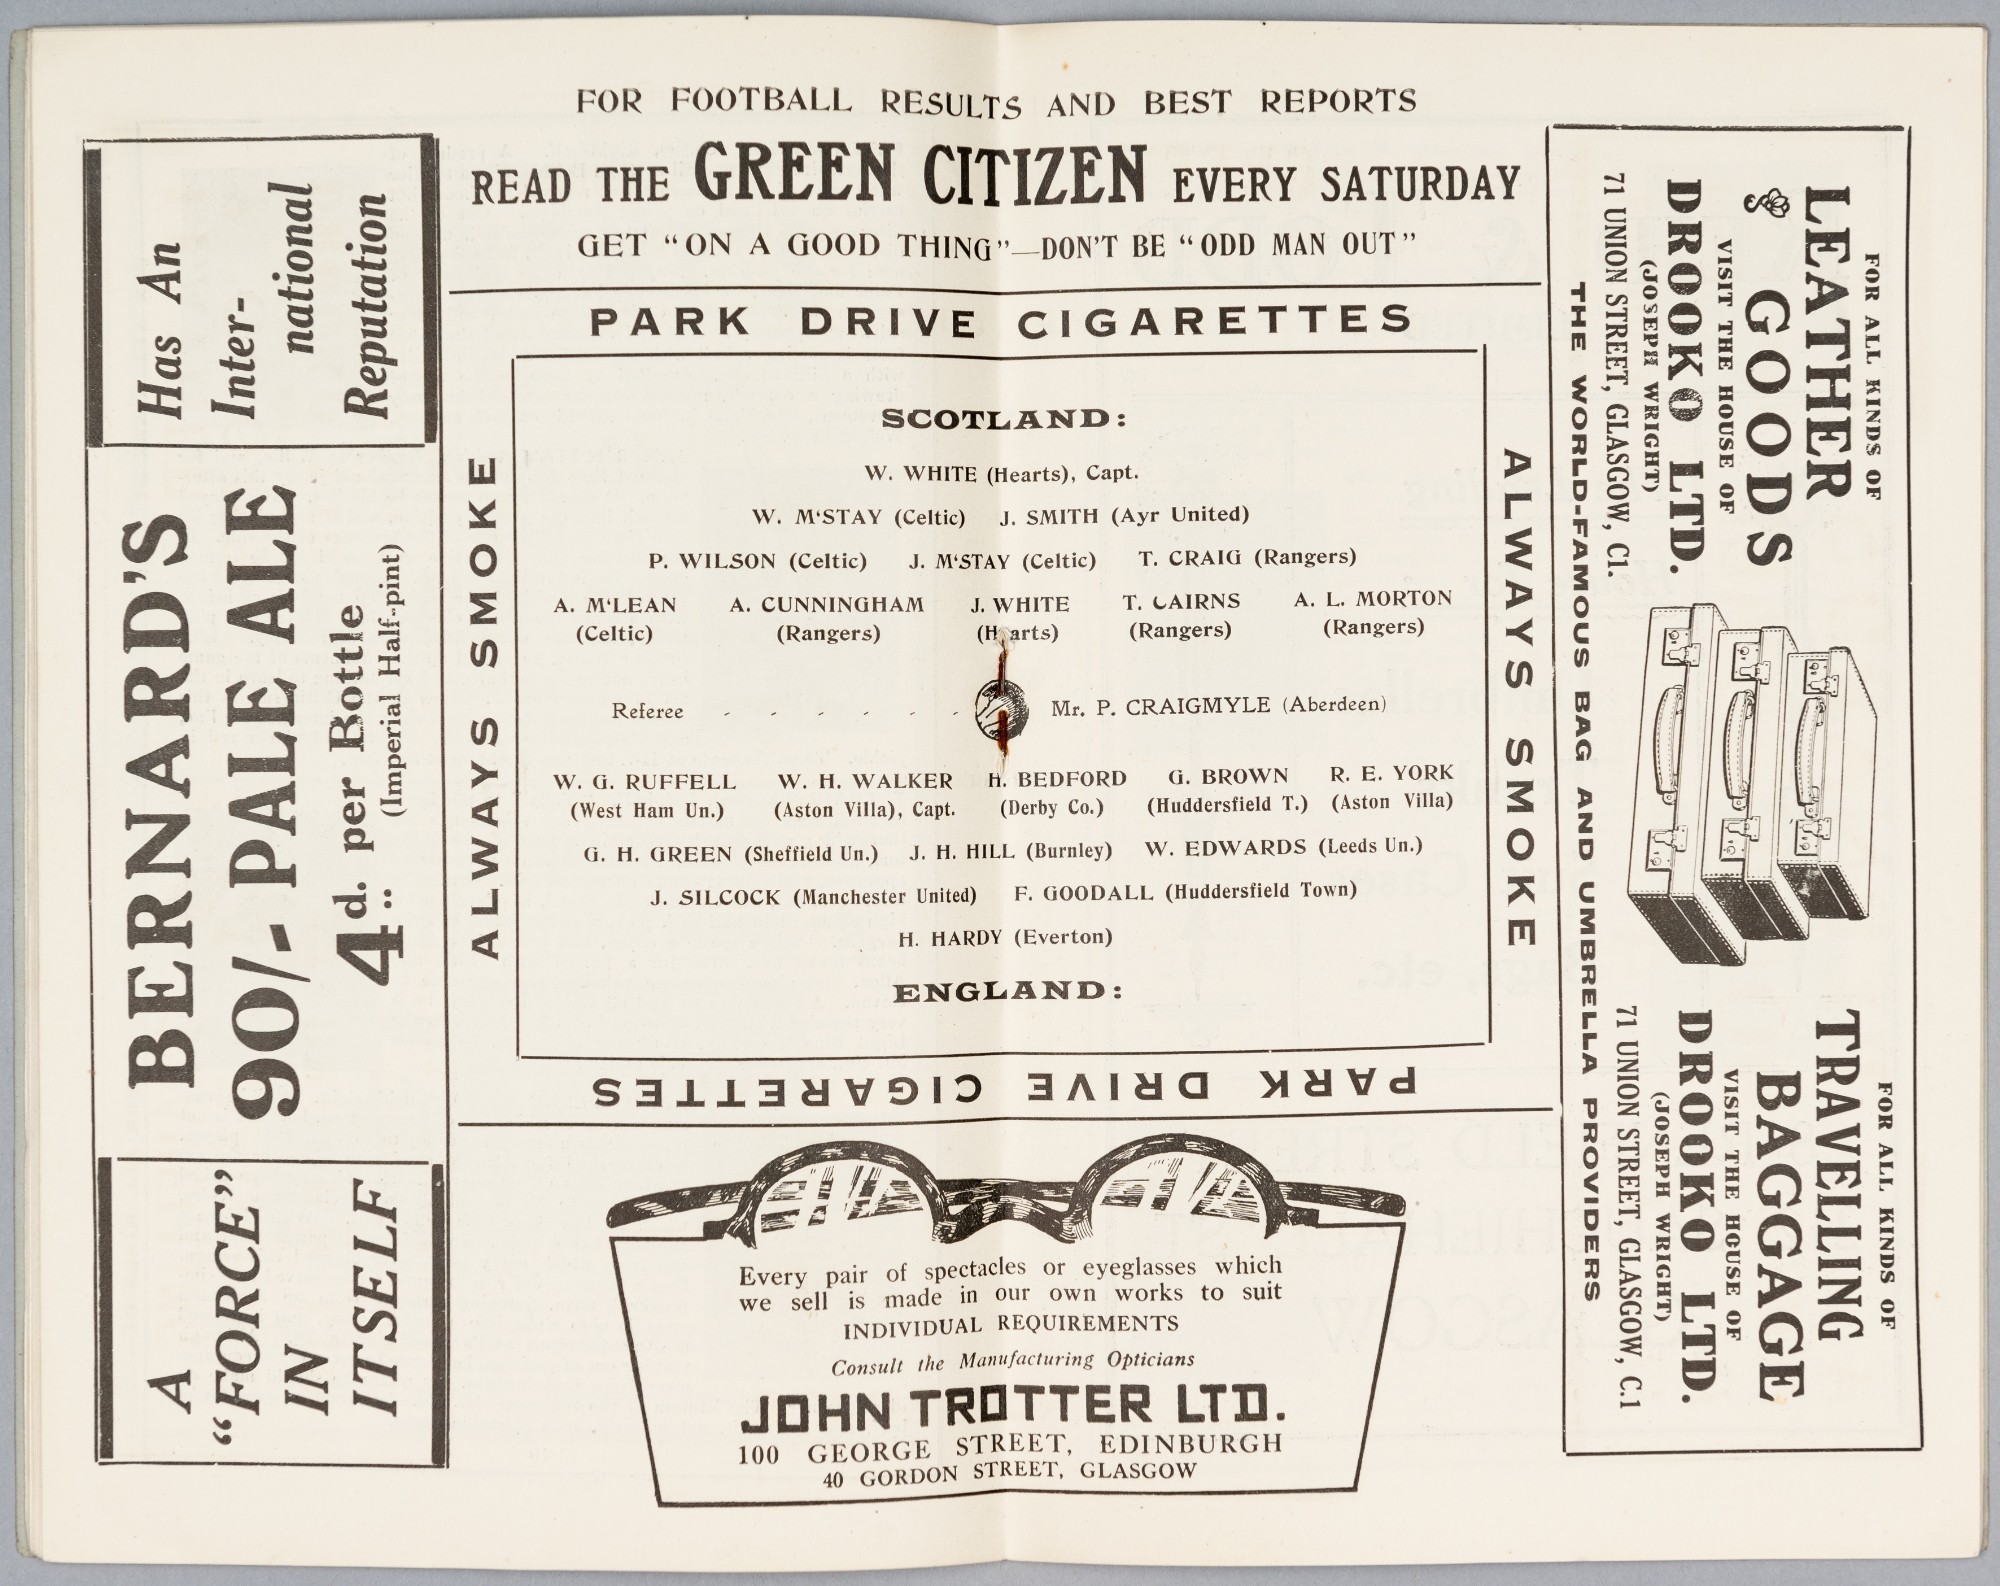 FOR FOOTBALL RESULTS AND BEST REPORTS
READ THE GREEN CITIZEN EVERY SATURDAY
GET "ON A GOOD THING"—DON'T BE "ODD MAN OUT"
Has An
Inter-
national
Reputation
BERNARD'S
90/- PALE ALE
4d. per Bottle
(Imperial Half-pint)
A
"FORCE"
IN
ITSELF
PARK DRIVE CIGARETTES
ALWAYS SMOKE
SCOTLAND:
W. WHITE (Hearts), Capt.
W. M'STAY (Celtic) J. SMITH (Ayr United)
P. WILSON (Celtic) J. M'STAY (Celtic) T. CRAIG (Rangers)
A. M'LEAN A. CUNNINGHAM J. WHITE T. CAIRNS A. L. MORTON
(Celtic) (Rangers) (Hearts) (Rangers) (Rangers)
Referee - - - - - - Mr. P. CRAIGMYLE (Aberdeen)
W. G. RUFFELL W. H. WALKER H. BEDFORD G. BROWN R. E. YORK
(West Ham Un.) (Aston Villa), Capt. (Derby Co.) (Huddersfield T.) (Aston Villa)
G. H. GREEN (Sheffield Un.) J. H. HILL (Burnley) W. EDWARDS (Leeds Un.)
J. SILCOCK (Manchester United) F. GOODALL (Huddersfield Town)
H. HARDY (Everton)
ENGLAND:
ALWAYS SMOKE
PARK DRIVE CIGARETTES
Every pair of spectacles or eyeglasses which
we sell is made in our own works to suit
INDIVIDUAL REQUIREMENTS
Consult the Manufacturing Opticians
JOHN TROTTER LTD.
100 GEORGE STREET, EDINBURGH
40 GORDON STREET, GLASGOW
FOR ALL KINDS OF
LEATHER
GOODS
VISIT THE HOUSE OF
DROOKO LTD.
(JOSEPH WRIGHT)
71 UNION STREET, GLASGOW, C1.
FOR ALL KINDS OF
TRAVELLING
BAGGAGE
VISIT THE HOUSE OF
DROOKO LTD.
(JOSEPH WRIGHT)
71 UNION STREET, GLASGOW, C.1
THE WORLD-FAMOUS BAG AND UMBRELLA PROVIDERS